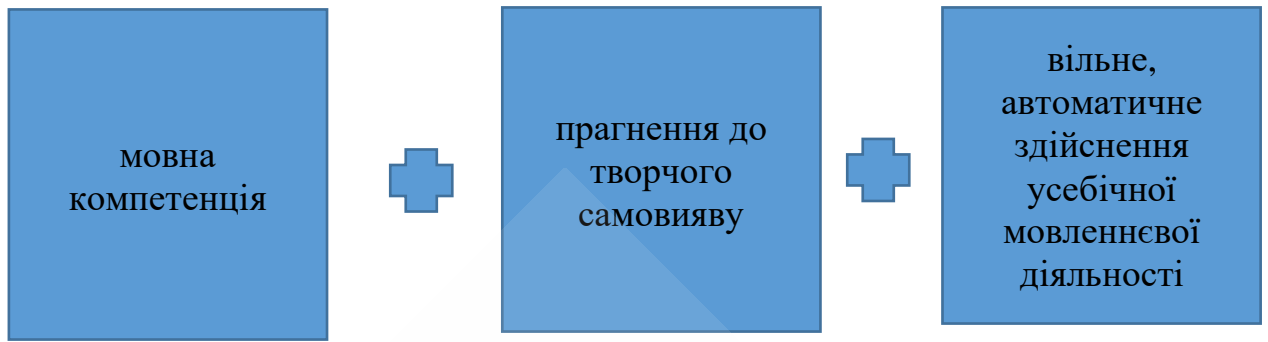 мовна
компетенція
прагнення до
творчого
самовияву
вільне,
автоматичне
здійснення
усебічної
мовленнєвої
діяльності